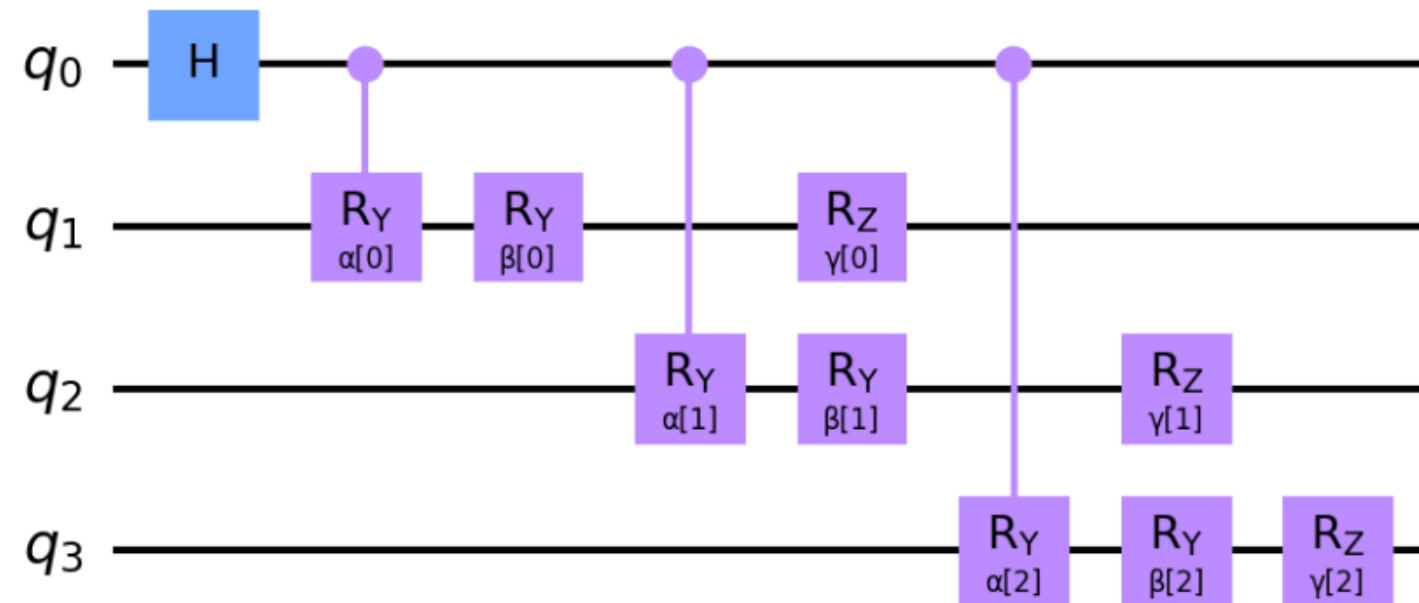 q0 H
q1 RY α[0] RY β[0] RZ γ[0]
q2 RY α[1] RY β[1] RZ γ[1]
q3 RY α[2] RY β[2] RZ γ[2]